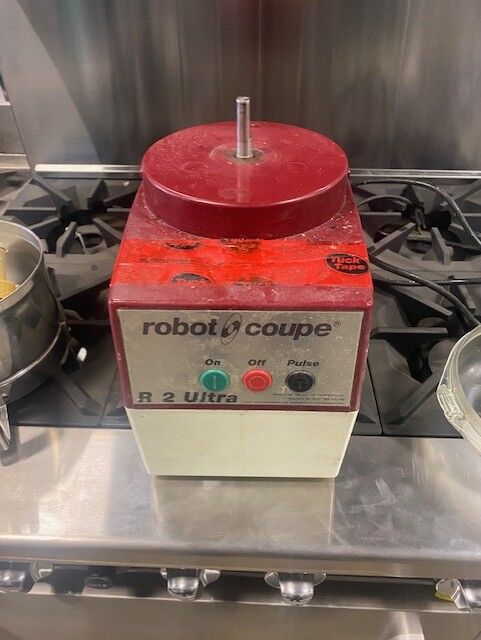 Tuck
Tape
robot coupe®
On Off Pulse
R 2 Ultra